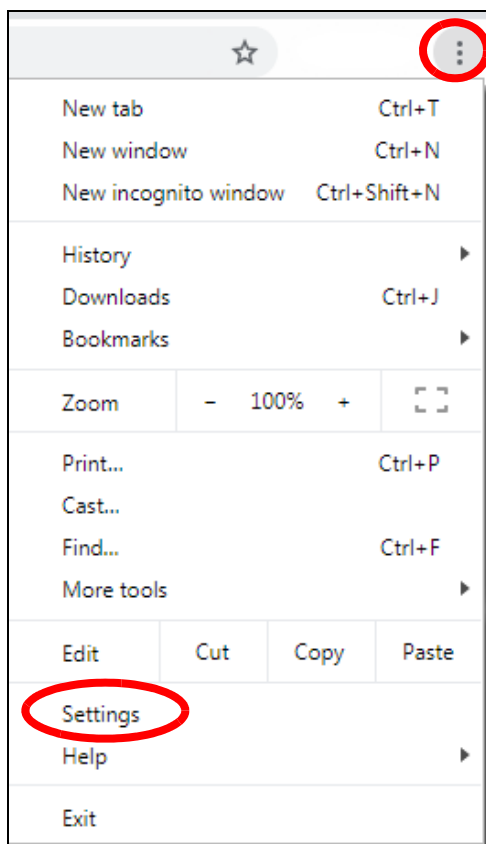 New tab Ctrl+T
New window Ctrl+N
New incognito window Ctrl+Shift+N
History
Downloads Ctrl+J
Bookmarks
Zoom - 100% +
Print... Ctrl+P
Cast...
Find... Ctrl+F
More tools
Edit Cut Copy Paste
Settings
Help
Exit